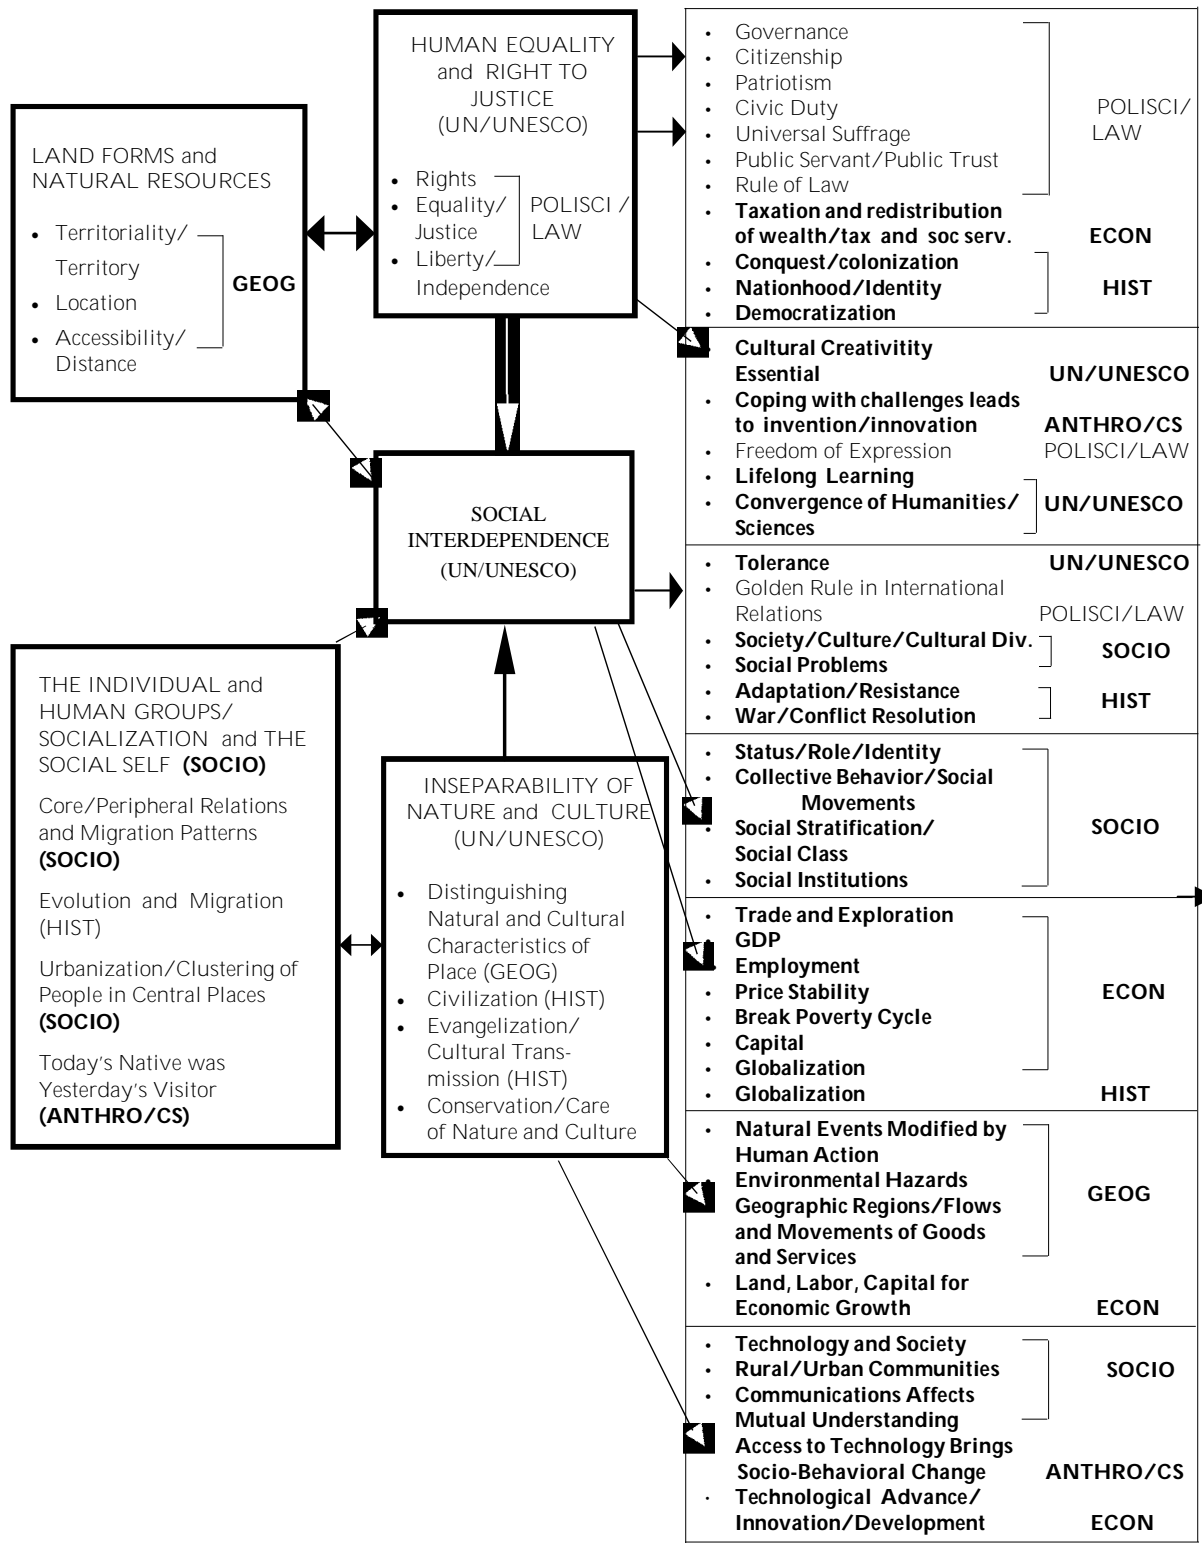 LAND FORMS and
NATURAL RESOURCES
• Territoriality/
Territory
• Location
• Accessibility/
Distance
GEOG
HUMAN EQUALITY
and RIGHT TO
JUSTICE
(UN/UNESCO)
• Rights
• Equality/
Justice
• Liberty/
Independence
POLISCI /
LAW
SOCIAL
INTERDEPENDENCE
(UN/UNESCO)
THE INDIVIDUAL and
HUMAN GROUPS/
SOCIALIZATION and THE
SOCIAL SELF (SOCIO)
Core/Peripheral Relations
and Migration Patterns
(SOCIO)
Evolution and Migration
(HIST)
Urbanization/Clustering of
People in Central Places
(SOCIO)
Today's Native was
Yesterday's Visitor
(ANTHRO/CS)
INSEPARABILITY OF
NATURE and CULTURE
(UN/UNESCO)
• Distinguishing
Natural and Cultural
Characteristics of
Place (GEOG)
• Civilization (HIST)
• Evangelization/
Cultural Trans-
mission (HIST)
• Conservation/Care
of Nature and Culture
• Governance
• Citizenship
• Patriotism
• Civic Duty
• Universal Suffrage
• Public Servant/Public Trust
• Rule of Law
POLISCI/
LAW
• Taxation and redistribution
of wealth/tax and soc serv. ECON
• Conquest/colonization
• Nationhood/Identity HIST
• Democratization
• Cultural Creativitity
Essential UN/UNESCO
• Coping with challenges leads
to invention/innovation ANTHRO/CS
• Freedom of Expression POLISCI/LAW
• Lifelong Learning
• Convergence of Humanities/ UN/UNESCO
Sciences
• Tolerance UN/UNESCO
• Golden Rule in International
Relations POLISCI/LAW
• Society/Culture/Cultural Div. SOCIO
• Social Problems
• Adaptation/Resistance HIST
• War/Conflict Resolution
• Status/Role/Identity
• Collective Behavior/Social
Movements
• Social Stratification/ SOCIO
Social Class
• Social Institutions
• Trade and Exploration
• GDP
• Employment
• Price Stability ECON
• Break Poverty Cycle
• Capital
• Globalization
• Globalization HIST
• Natural Events Modified by
Human Action
• Environmental Hazards GEOG
• Geographic Regions/Flows
and Movements of Goods
and Services
• Land, Labor, Capital for
Economic Growth ECON
• Technology and Society
• Rural/Urban Communities SOCIO
• Communications Affects
Mutual Understanding
• Access to Technology Brings
Socio-Behavioral Change ANTHRO/CS
• Technological Advance/
Innovation/Development ECON